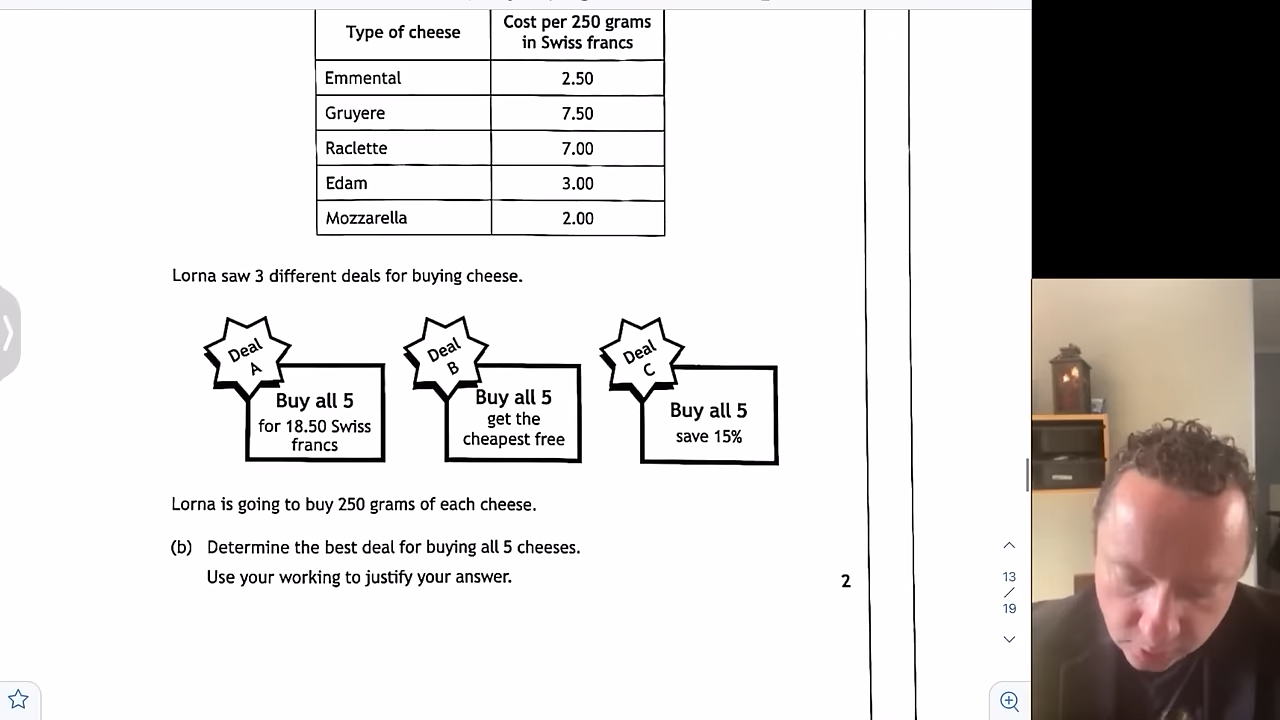 Type of cheese
Cost per 250 grams
in Swiss francs
Emmental
2.50
Gruyere
7.50
Raclette
7.00
Edam
3.00
Mozzarella
2.00
Lorna saw 3 different deals for buying cheese.
Deal
A
Buy all 5
for 18.50 Swiss
francs
Deal
B
Buy all 5
get the
cheapest free
Deal
C
Buy all 5
save 15%
Lorna is going to buy 250 grams of each cheese.
(b) Determine the best deal for buying all 5 cheeses.
Use your working to justify your answer.
2
13
/
19